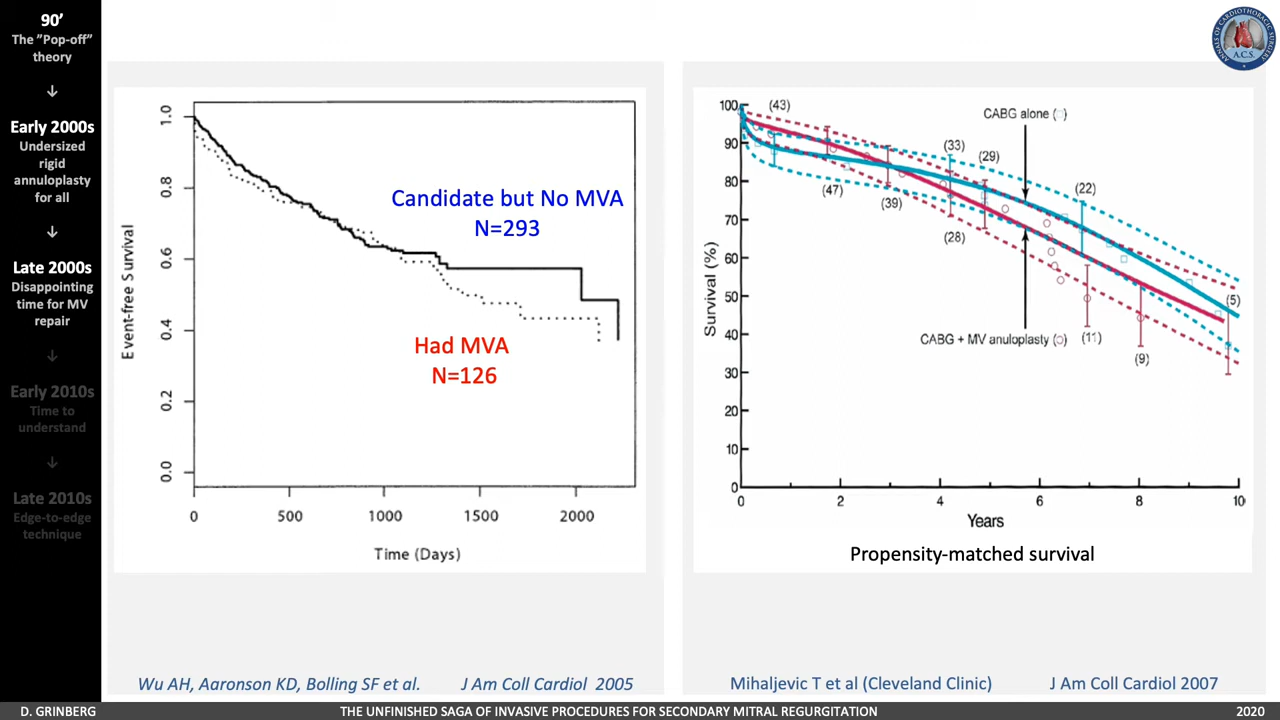 90’
The ”Pop-off”
theory
↓
Early 2000s
Undersized
rigid
annuloplasty
for all
↓
Late 2000s
Disappointing
time for MV
repair
↓
Early 2010s
Time to
understand
↓
Late 2010s
Edge-to-edge
technique
ANNALS OF CARDIOTHORACIC SURGERY
A.C.S.
Event-free Survival
1.0
0.8
0.6
0.4
0.2
0.0
Candidate but No MVA
N=293
Had MVA
N=126
0 500 1000 1500 2000
Time (Days)
Wu AH, Aaronson KD, Bolling SF et al. J Am Coll Cardiol 2005
Survival (%)
100
90
80
70
60
50
40
30
20
10
0
(43)
CABG alone (□)
(33)
(29)
(47)
(39)
(22)
(28)
(5)
CABG + MV anuloplasty (○)
(11)
(9)
0 2 4 6 8 10
Years
Propensity-matched survival
Mihaljevic T et al (Cleveland Clinic) J Am Coll Cardiol 2007
D. GRINBERG THE UNFINISHED SAGA OF INVASIVE PROCEDURES FOR SECONDARY MITRAL REGURGITATION 2020